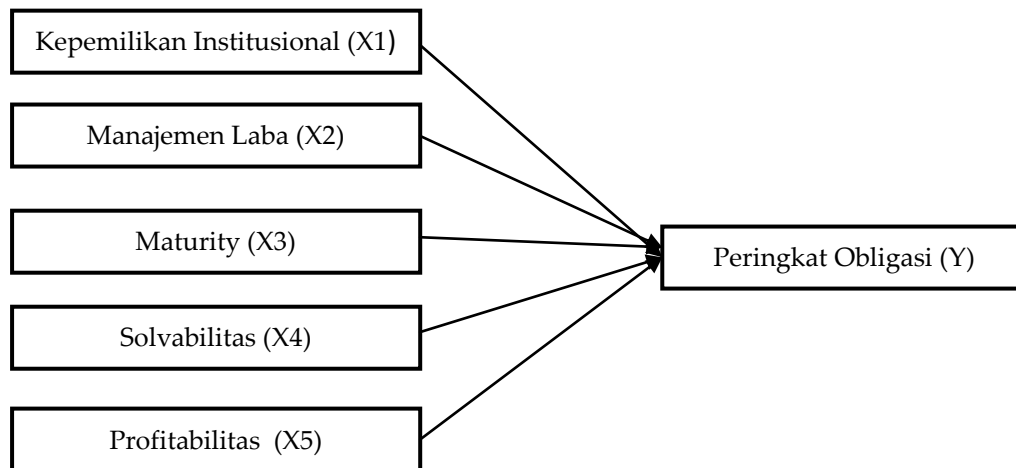 Kepemilikan Institusional (X1)
Manajemen Laba (X2)
Maturity (X3)
Peringkat Obligasi (Y)
Solvabilitas (X4)
Profitabilitas (X5)